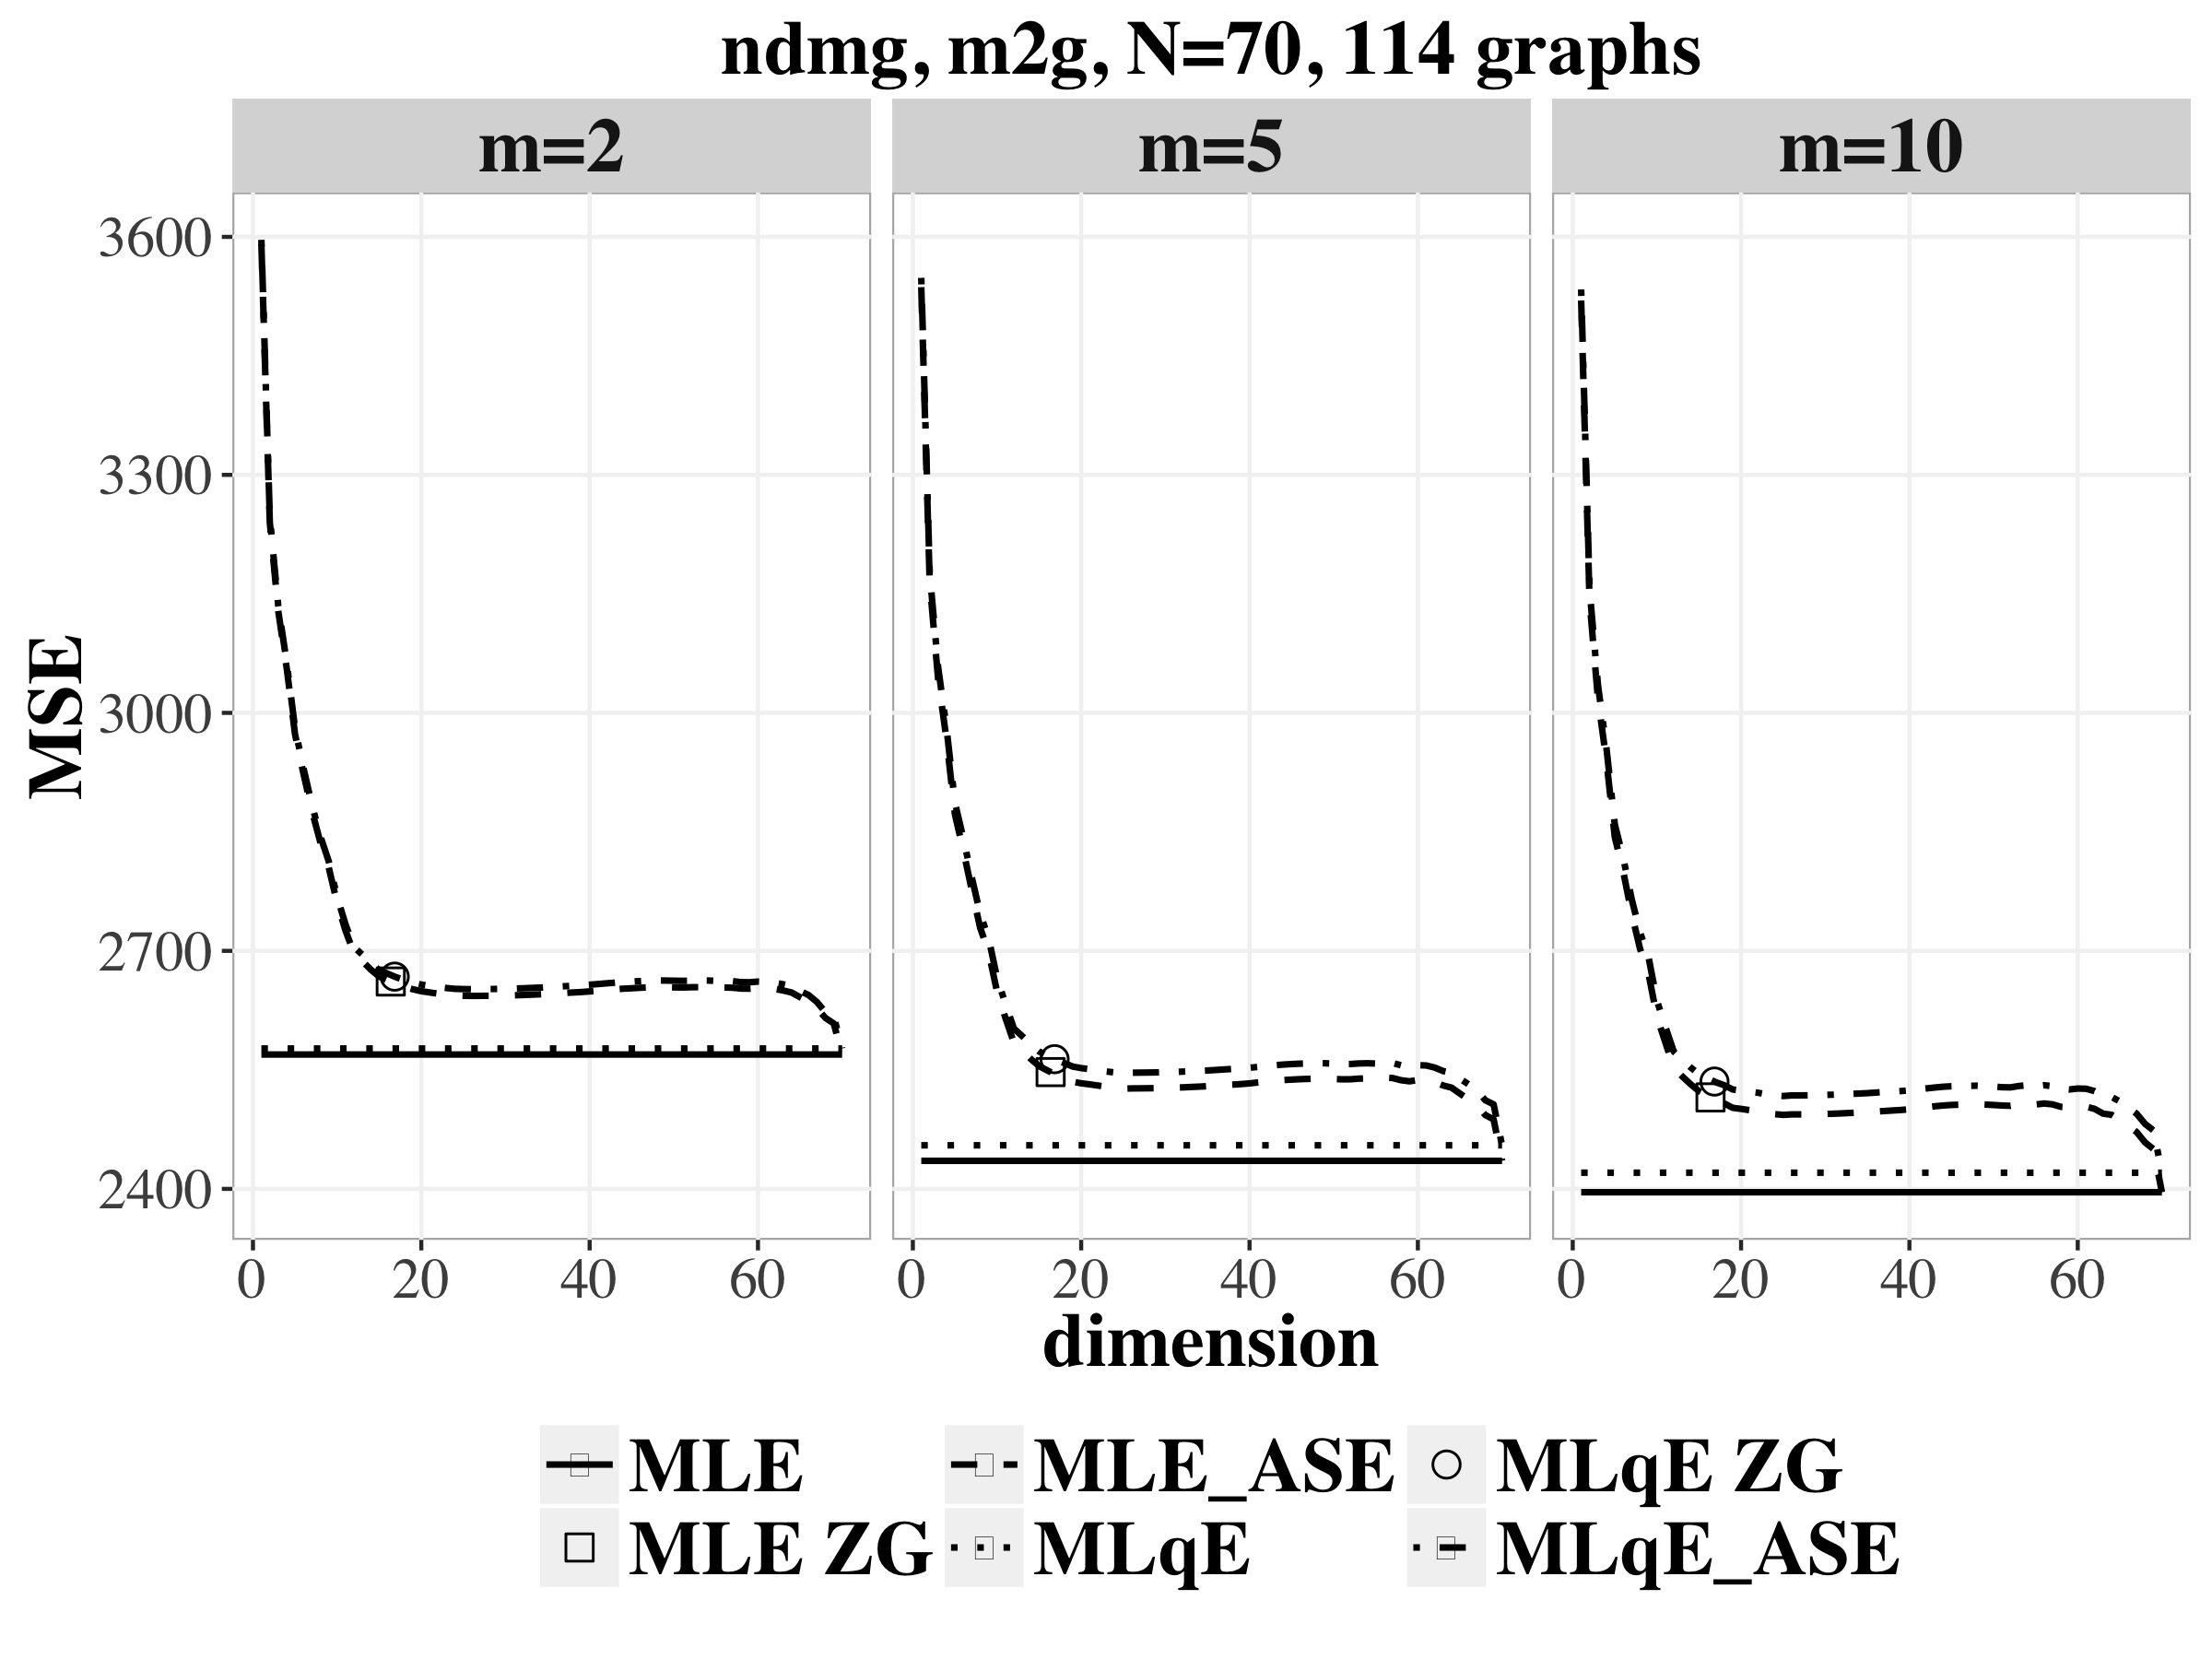 ndmg, m2g, N=70, 114 graphs
m=2 m=5 m=10
3600
3300
3000
2700
2400
MSE
0 20 40 60 0 20 40 60 0 20 40 60
dimension
MLE MLE_ASE MLqE ZG
MLE ZG MLqE MLqE_ASE